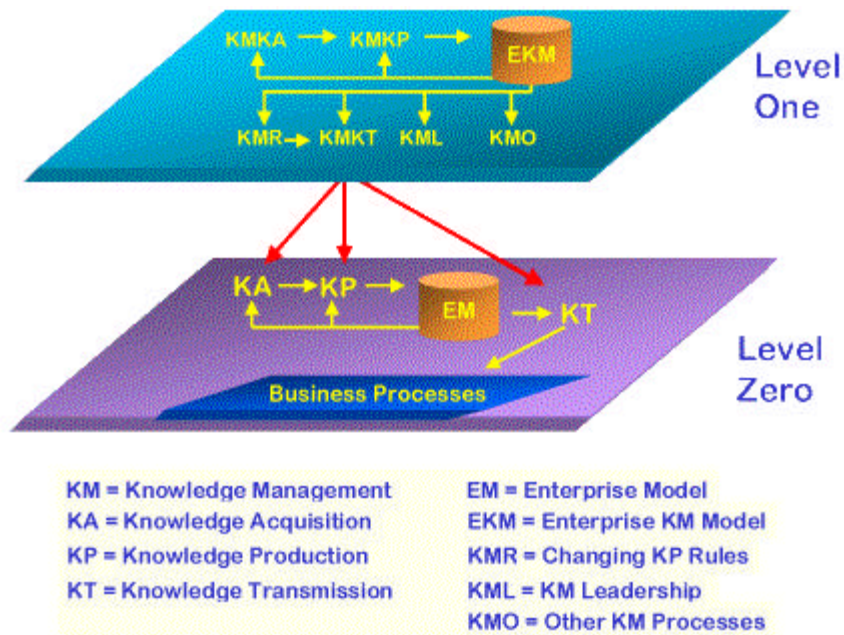 KMKA KMKP EKM
Level
One
KMR KMKT KML KMO
KA KP EM KT
Level
Zero
Business Processes
KM = Knowledge Management
KA = Knowledge Acquisition
KP = Knowledge Production
KT = Knowledge Transmission
EM = Enterprise Model
EKM = Enterprise KM Model
KMR = Changing KP Rules
KML = KM Leadership
KMO = Other KM Processes